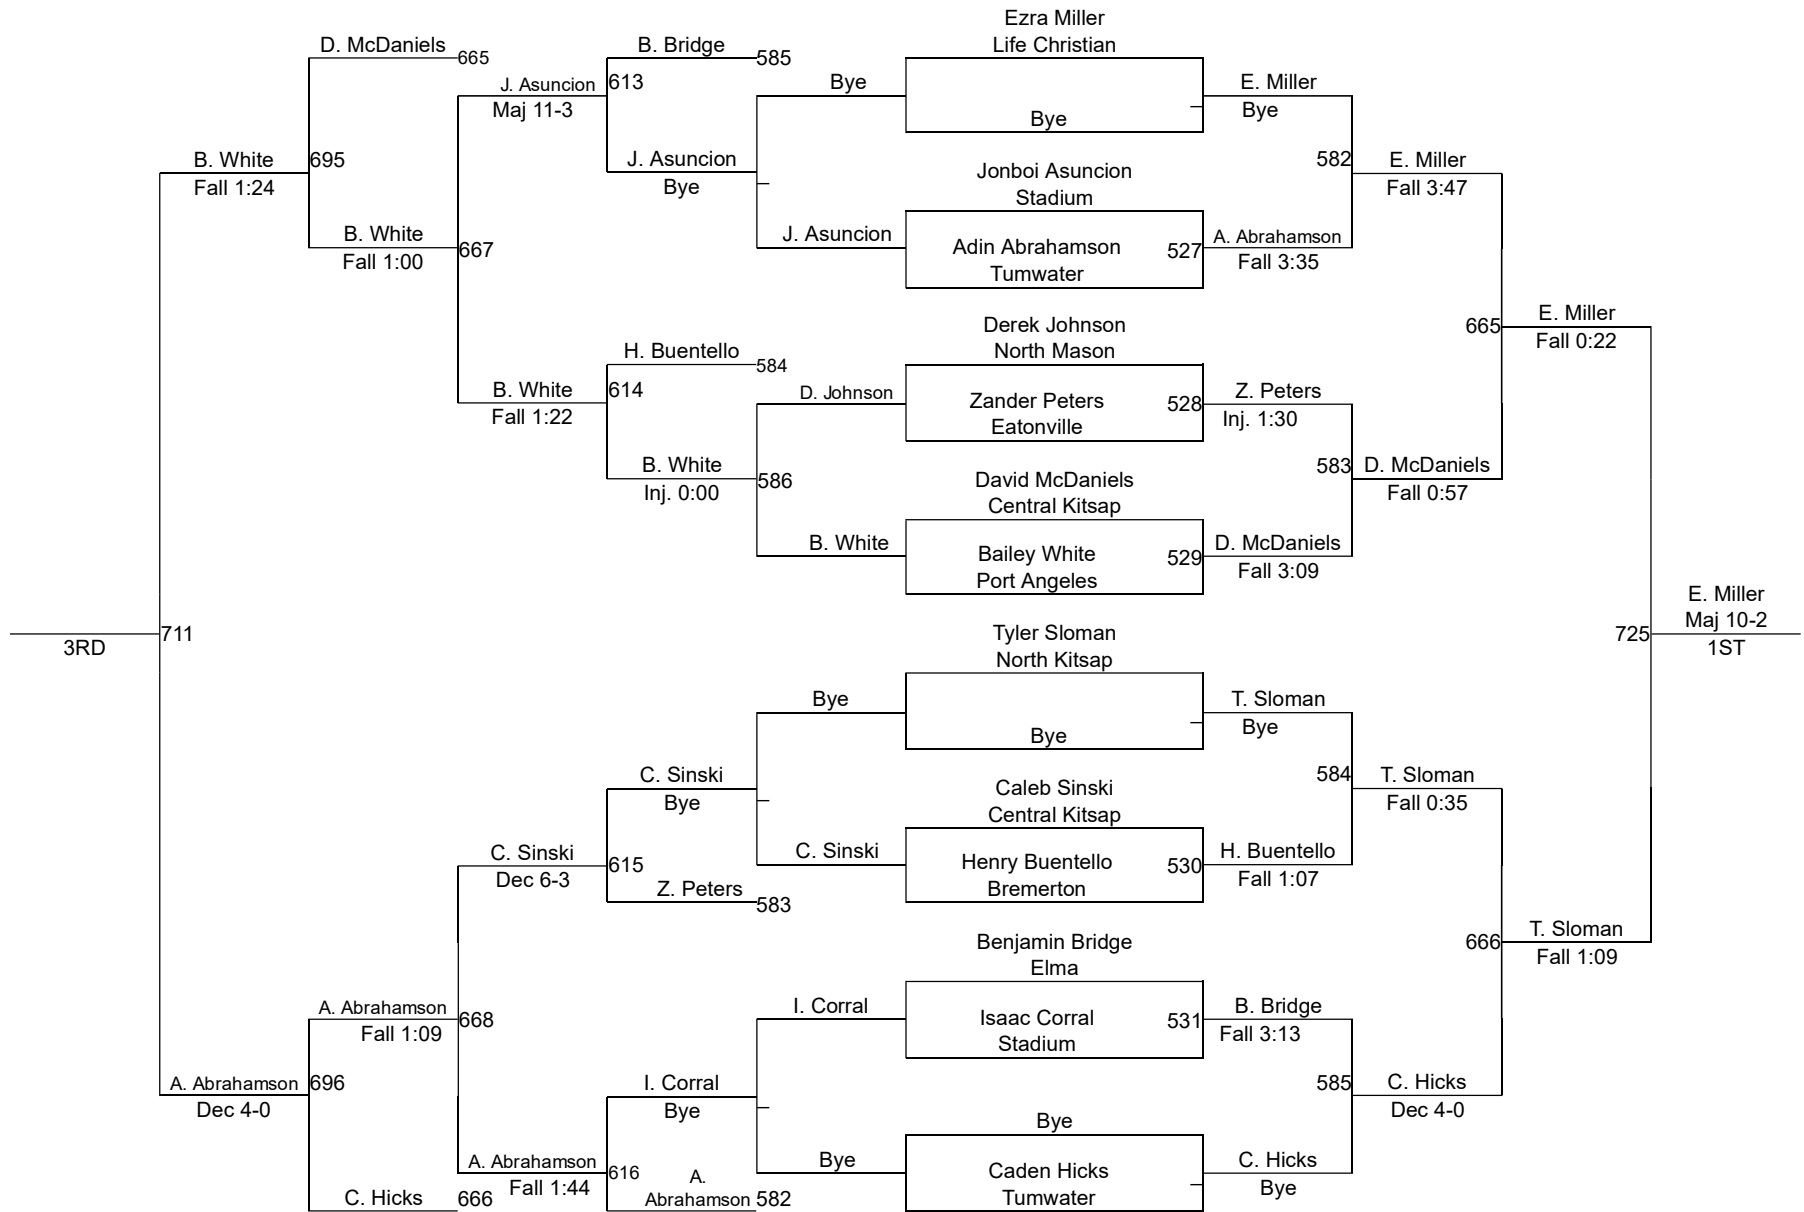 Ezra Miller
D. McDaniels
B. Bridge
Life Christian
665
585
J. Asuncion
613
Bye
E. Miller
Maj 11-3
Bye
Bye
B. White
695
J. Asuncion
582
E. Miller
Fall 1:24
Bye
Jonboi Asuncion
Fall 3:47
Stadium
B. White
J. Asuncion
Adin Abrahamson
527
A. Abrahamson
Fall 1:00
667
Tumwater
Fall 3:35
Derek Johnson
665
E. Miller
H. Buentello
584
North Mason
Fall 0:22
B. White
614
D. Johnson
Zander Peters
528
Z. Peters
Fall 1:22
Eatonville
Inj. 1:30
B. White
586
David McDaniels
583
D. McDaniels
Inj. 0:00
Central Kitsap
Fall 0:57
B. White
Bailey White
529
D. McDaniels
Port Angeles
Fall 3:09
E. Miller
711
Tyler Sloman
725
Maj 10-2
3RD
North Kitsap
1ST
Bye
T. Sloman
Bye
Bye
C. Sinski
584
T. Sloman
Bye
Caleb Sinski
Fall 0:35
Central Kitsap
C. Sinski
615
C. Sinski
Henry Buentello
530
H. Buentello
Dec 6-3
Bremerton
Fall 1:07
Z. Peters
583
Benjamin Bridge
666
T. Sloman
Elma
Fall 1:09
A. Abrahamson
668
I. Corral
Isaac Corral
531
B. Bridge
Fall 1:09
Stadium
Fall 3:13
A. Abrahamson
696
I. Corral
585
C. Hicks
Dec 4-0
Bye
Bye
Dec 4-0
A. Abrahamson
616
Bye
Caden Hicks
C. Hicks
Fall 1:44
A.
Tumwater
Bye
C. Hicks
666
Abrahamson
582